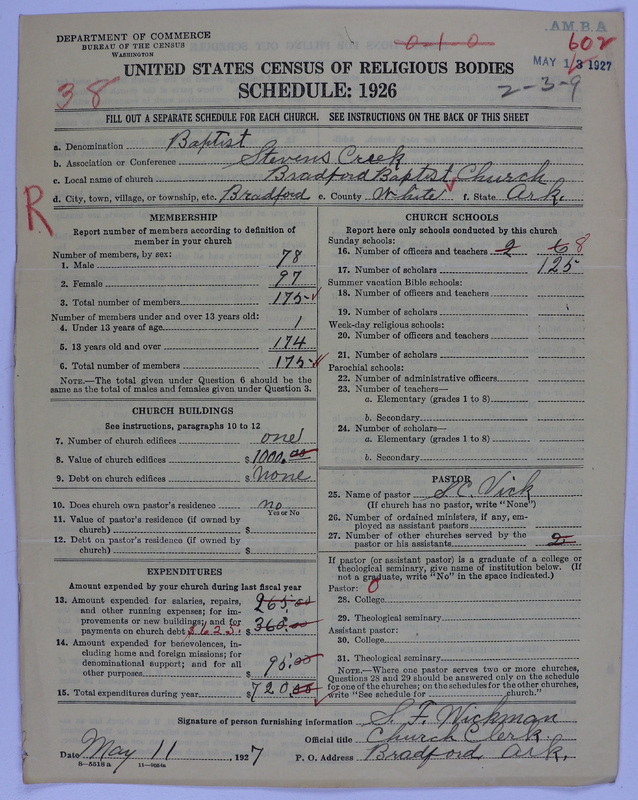 DEPARTMENT OF COMMERCE
BUREAU OF THE CENSUS
WASHINGTON
0-1-0
A.M.B.A
602
MAY 13 1927
UNITED STATES CENSUS OF RELIGIOUS BODIES
SCHEDULE: 1926
38
2-3-9
FILL OUT A SEPARATE SCHEDULE FOR EACH CHURCH. SEE INSTRUCTIONS ON THE BACK OF THIS SHEET
a. Denomination Baptist
b. Association or Conference Stevens Creek
c. Local name of church Bradford Baptist Church
d. City, town, village, or township, etc. Bradford e. County White f. State Ark.
R
MEMBERSHIP
Report number of members according to definition of
member in your church
Number of members, by sex:
1. Male 78
2. Female 97
3. Total number of members 175
Number of members under and over 13 years old:
4. Under 13 years of age 1
5. 13 years old and over 174
6. Total number of members 175
NOTE.—The total given under Question 6 should be
same as the total of males and females given under Question 3.
CHURCH BUILDINGS
See instructions, paragraphs 10 to 12
7. Number of church edifices one
8. Value of church edifices $1000.00
9. Debt on church edifices $None
10. Does church own pastor's residence no
Yes or No
11. Value of pastor's residence (if owned by
church) $
12. Debt on pastor's residence (if owned by
church) $
EXPENDITURES
Amount expended by your church during last fiscal year
13. Amount expended for salaries, repairs,
and other running expenses; for im-
provements or new buildings; and for
payments on church debt $625. $
265.00
360.00
14. Amount expended for benevolences, in-
cluding home and foreign missions; for
denominational support; and for all
other purposes $95.00
15. Total expenditures during year $720.00
CHURCH SCHOOLS
Report here only schools conducted by this church
Sunday schools:
16. Number of officers and teachers 2 6 8
17. Number of scholars 125
Summer vacation Bible schools:
18. Number of officers and teachers
19. Number of scholars
Week-day religious schools:
20. Number of officers and teachers
21. Number of scholars
Parochial schools:
22. Number of administrative officers
23. Number of teachers—
a. Elementary (grades 1 to 8)
b. Secondary
24. Number of scholars—
a. Elementary (grades 1 to 8)
b. Secondary
PASTOR
25. Name of pastor Vick
(If church has no pastor, write "None")
26. Number of ordained ministers, if any, em-
ployed as assistant pastors
27. Number of other churches served by the
pastor or his assistants 2
If pastor (or assistant pastor) is a graduate of a college or
theological seminary, give name of institution below. (If
not a graduate, write "No" in the space indicated.)
Pastor: 0
28. College
29. Theological seminary
Assistant pastor:
30. College
31. Theological seminary
NOTE.—Where one pastor serves two or more churches,
Questions 28 and 29 should be answered only on the schedule
for one of the churches; on the schedules for the other churches,
write "See schedule for church."
Signature of person furnishing information S. F. Wickman
Official title Church Clerk.
Date May 11, 1927 P. O. Address Bradford Ark.
8—5518 a